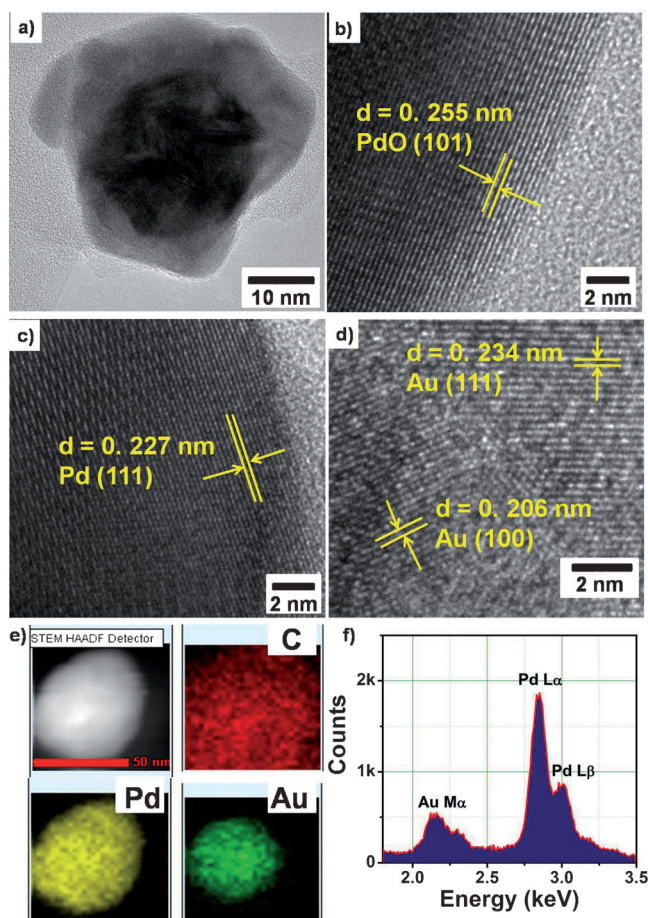 a)
10 nm
b)
d = 0. 255 nm
PdO (101)
2 nm
c)
d = 0. 227 nm
Pd (111)
2 nm
d)
d = 0. 234 nm
Au (111)
d = 0. 206 nm
Au (100)
2 nm
e)
STEM HAADF Detector
50 nm
C
Pd
Au
f)
2k
1k
0
Counts
Au Mα
Pd Lα
Pd Lβ
2.0 2.5 3.0 3.5
Energy (keV)